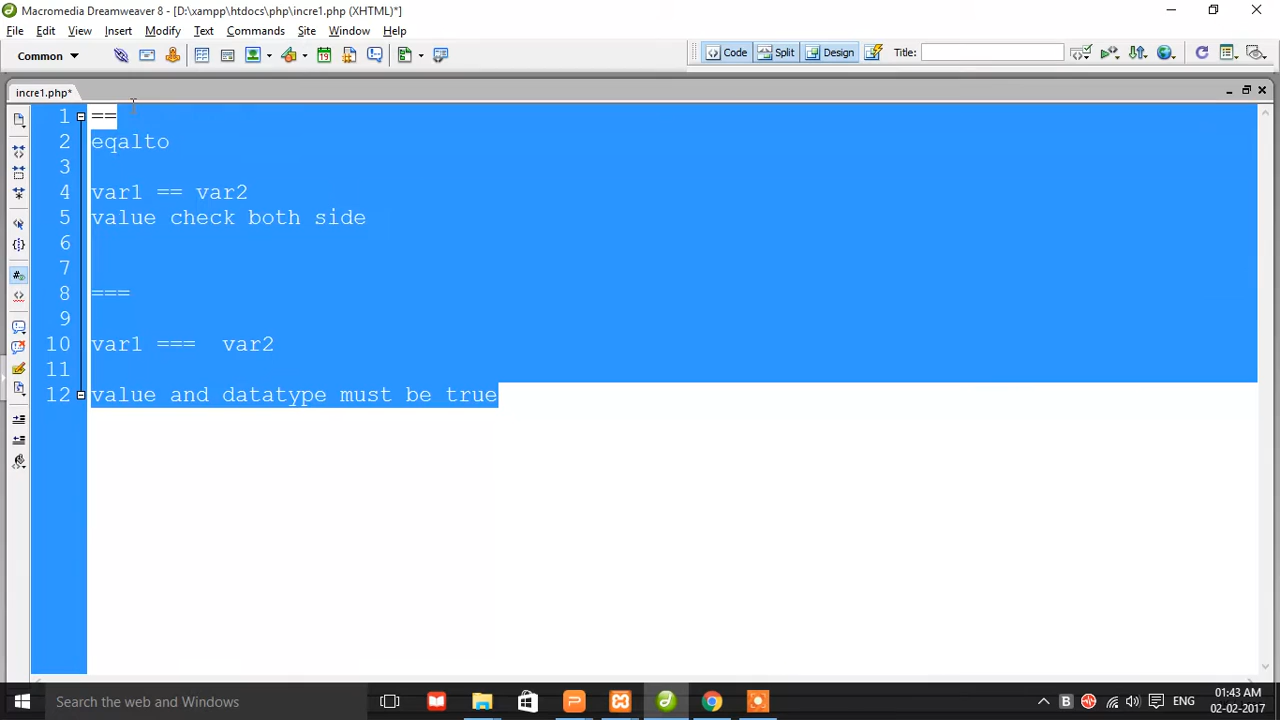 Macromedia Dreamweaver 8 - [D:\xampp\htdocs\php\incre1.php (XHTML)*]
File Edit View Insert Modify Text Commands Site Window Help
Common Code Split Design Title:
incre1.php*
1 ==
2 eqalto
3
4 var1 == var2
5 value check both side
6
7
8 ===
9
10 var1 ===  var2
11
12 value and datatype must be true
Search the web and Windows ENG 01:43 AM
02-02-2017